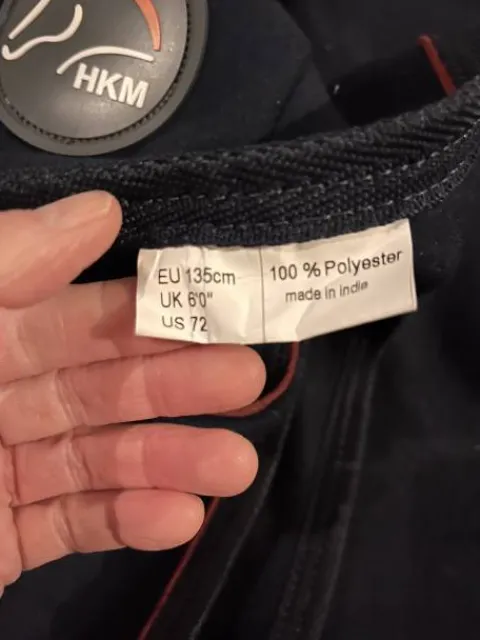 HKM
EU 135cm
UK 6'0"
US 72
100 % Polyester
made in india